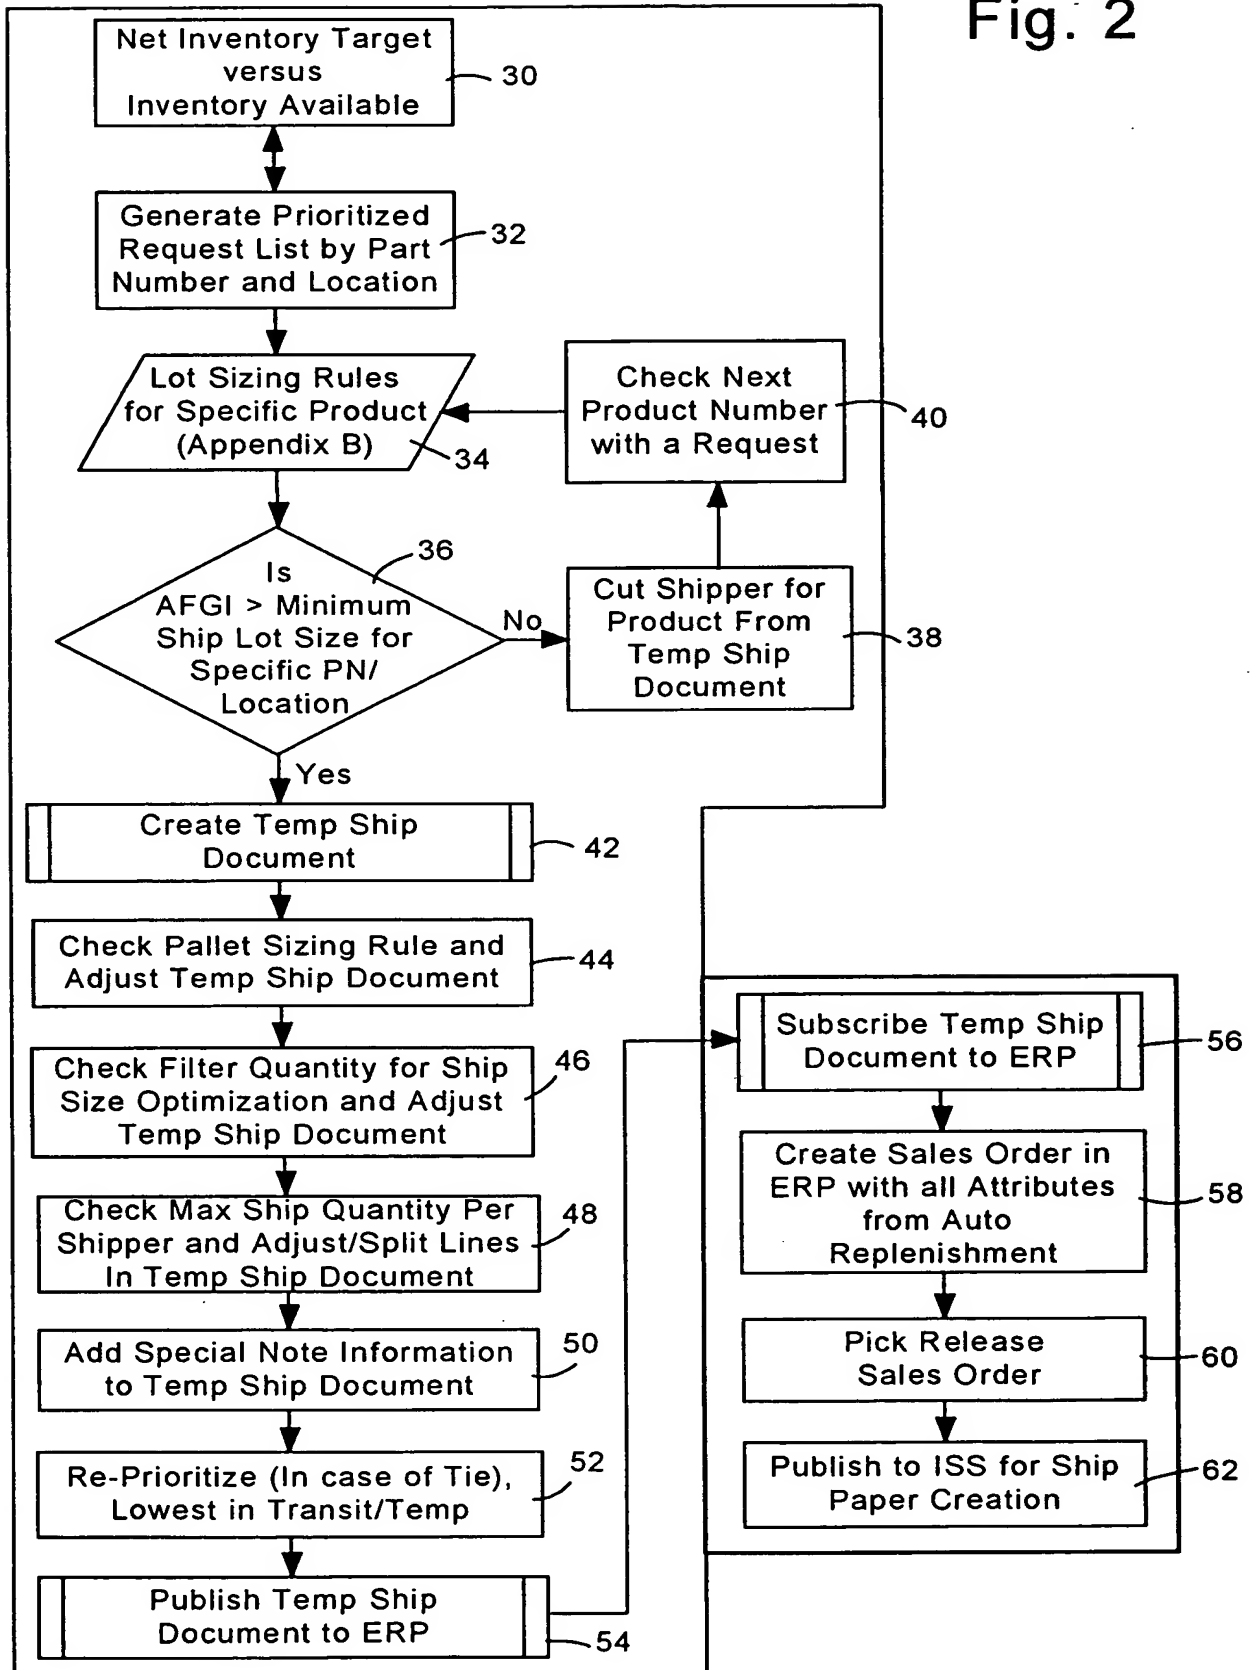 Fig. 2
Net Inventory Target
versus
Inventory Available
30
Generate Prioritized
Request List by Part
Number and Location
32
Lot Sizing Rules
for Specific Product
(Appendix B)
34
Check Next
Product Number
with a Request
40
Is
AFGI > Minimum
Ship Lot Size for
Specific PN/
Location
36
No
Cut Shipper for
Product From
Temp Ship
Document
38
Yes
Create Temp Ship
Document
42
Check Pallet Sizing Rule and
Adjust Temp Ship Document
44
Check Filter Quantity for Ship
Size Optimization and Adjust
Temp Ship Document
46
Check Max Ship Quantity Per
Shipper and Adjust/Split Lines
In Temp Ship Document
48
Add Special Note Information
to Temp Ship Document
50
Re-Prioritize (In case of Tie),
Lowest in Transit/Temp
52
Publish Temp Ship
Document to ERP
54
Subscribe Temp Ship
Document to ERP
56
Create Sales Order in
ERP with all Attributes
from Auto
Replenishment
58
Pick Release
Sales Order
60
Publish to ISS for Ship
Paper Creation
62